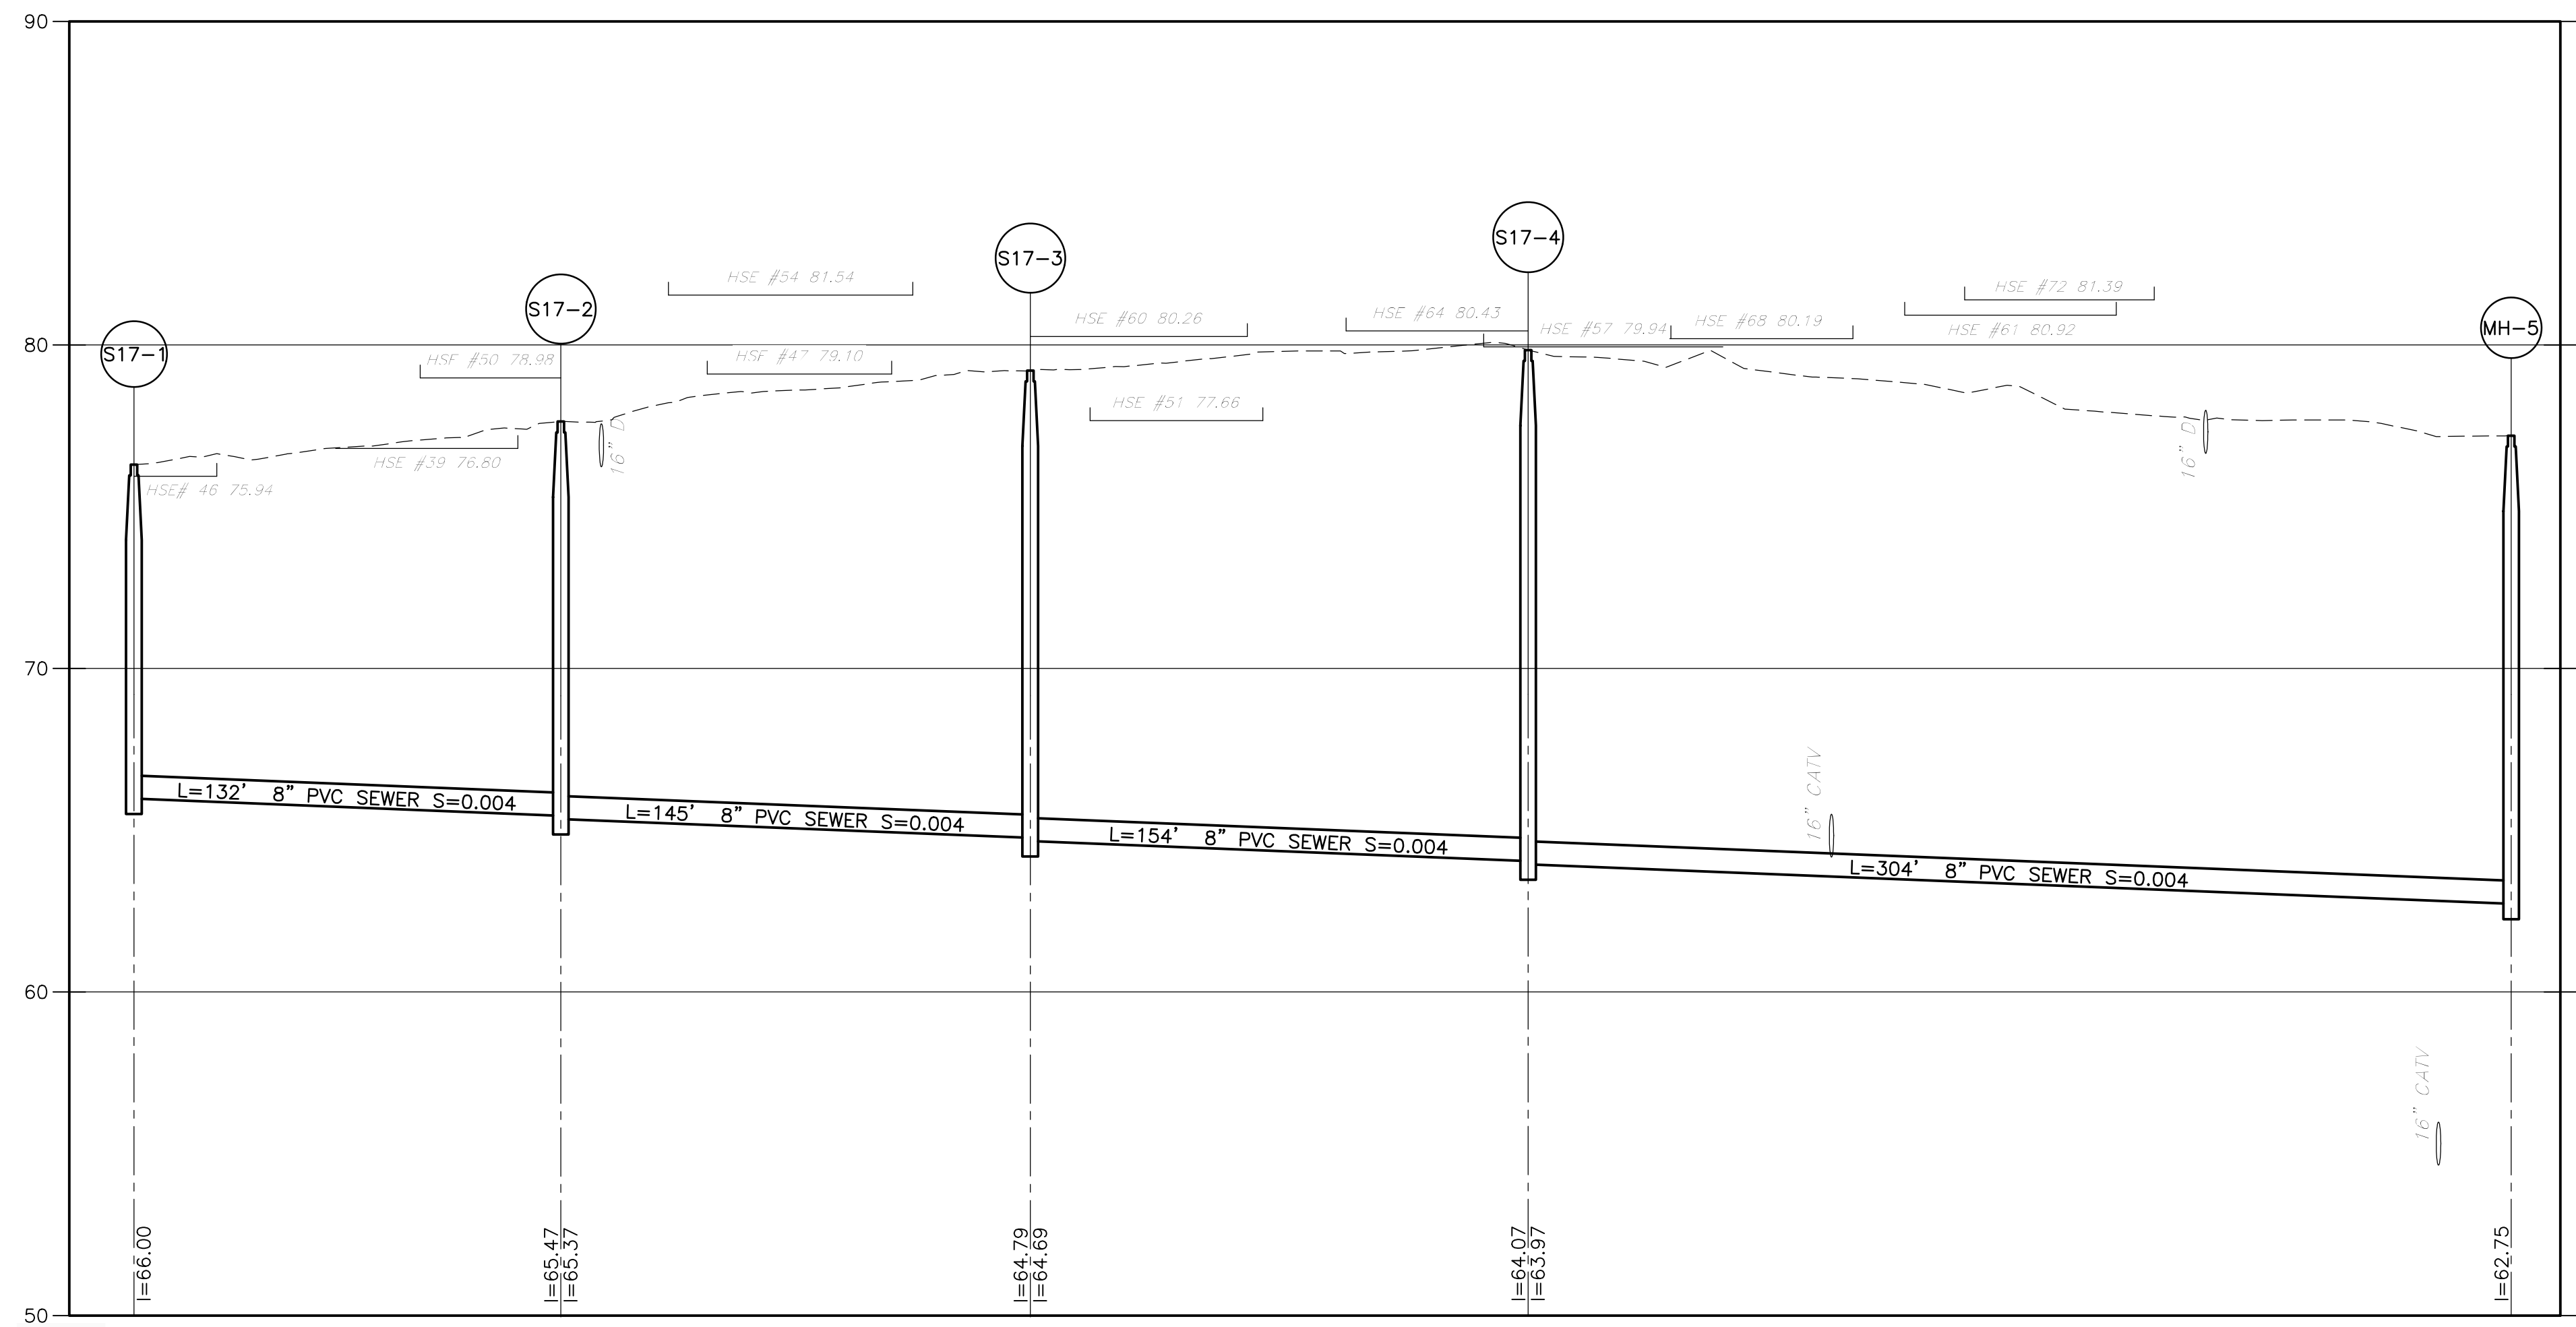 90
80
70
60
50
S17-1
S17-2
S17-3
S17-4
MH-5
HSE #54 81.54
HSE #72 81.39
HSE #60 80.26
HSE #64 80.43
HSE #57 79.94
HSE #68 80.19
HSE #61 80.92
HSE #50 78.98
HSE #47 79.10
HSE #51 77.66
HSE #39 76.80
HSE# 46 75.94
16" D
16" D
16" CATV
16" CATV
L=132' 8" PVC SEWER S=0.004
L=145' 8" PVC SEWER S=0.004
L=154' 8" PVC SEWER S=0.004
L=304' 8" PVC SEWER S=0.004
I=66.00
I=65.47
I=65.37
I=64.79
I=64.69
I=64.07
I=63.97
I=62.75